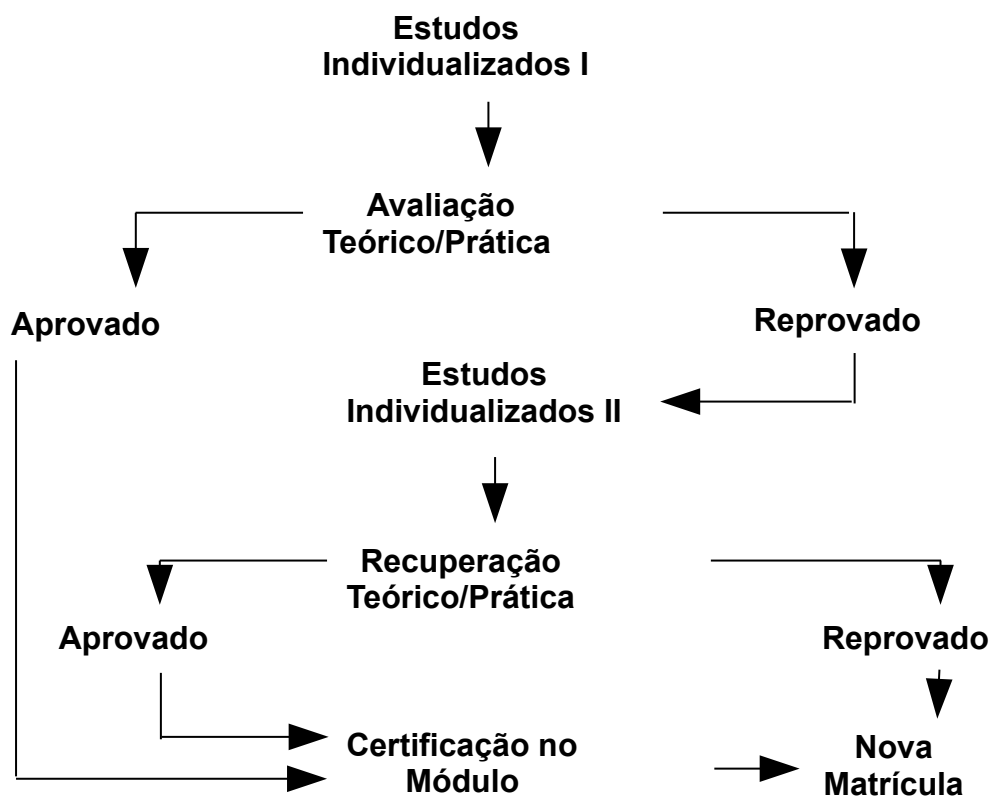 Estudos
Individualizados I
Avaliação
Teórico/Prática
Aprovado
Reprovado
Estudos
Individualizados II
Recuperação
Teórico/Prática
Aprovado
Reprovado
Certificação no
Módulo
Nova
Matrícula